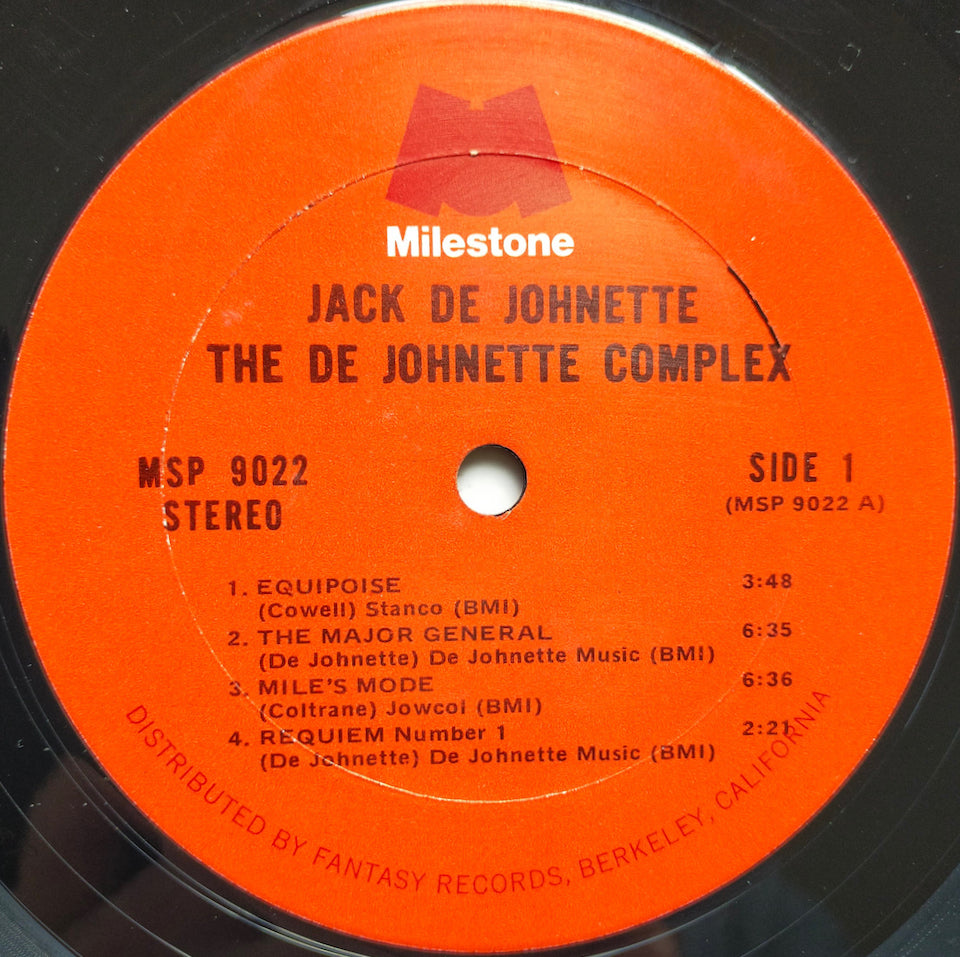 Milestone
JACK DE JOHNETTE
THE DE JOHNETTE COMPLEX
MSP 9022
STEREO
SIDE 1
(MSP 9022 A)
1. EQUIPOISE 3:48
(Cowell) Stanco (BMI)
2. THE MAJOR GENERAL 6:35
(De Johnette) De Johnette Music (BMI)
3. MILE'S MODE 6:36
(Coltrane) Jowcol (BMI)
4. REQUIEM Number 1 2:21
(De Johnette) De Johnette Music (BMI)
DISTRIBUTED BY FANTASY RECORDS, BERKELEY, CALIFORNIA